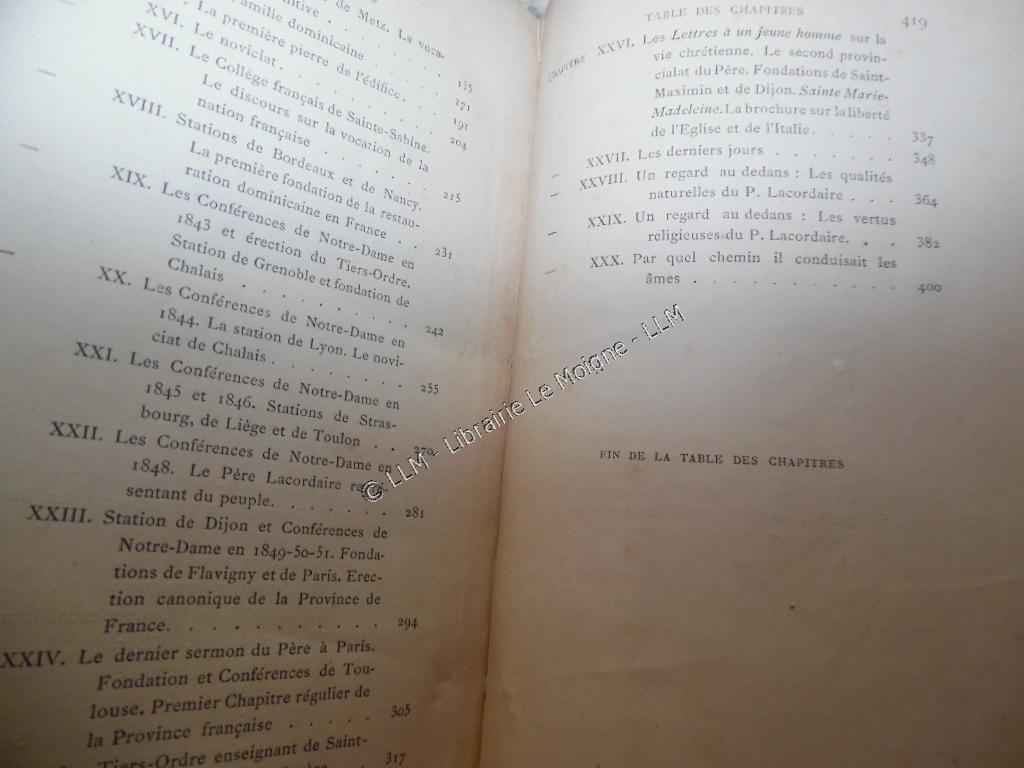 de Metz. La voca-
famille dominicaine
XVI. La première pierre de l'édifice.
135
Le noviciat
271
XVII. Le Collège français de Sainte-Sabine.
191
Le discours sur la vocation de la
204
nation française
215
XVIII. Stations de Bordeaux et de Nancy.
La première fondation de la restau-
ration dominicaine en France . .
231
XIX. Les Conférences de Notre-Dame en
1843 et érection du Tiers-Ordre.
Station de Grenoble et fondation de
Chalais . . . . . . . .
242
XX. Les Conférences de Notre-Dame en
1844. La station de Lyon. Le novi-
ciat de Chalais . . . . . . . .
255
XXI. Les Conférences de Notre-Dame en
1845 et 1846. Stations de Stras-
bourg, de Liège et de Toulon . . 270
XXII. Les Conférences de Notre-Dame en
1848. Le Père Lacordaire
sentant du peuple. . . . . . . 281
XXIII. Station de Dijon et Conférences de
Notre-Dame en 1849-50-51. Fonda-
tions de Flavigny et de Paris. Erec-
tion canonique de la Province de
France. . . . . . . . . . 294
XXIV. Le dernier sermon du Père à Paris.
Fondation et Conférences de Tou-
louse. Premier Chapitre régulier de
la Province française . . . . . 305
Tiers-Ordre enseignant de Saint-
317
TABLE DES CHAPITRES 419
CHAPITRE XXVI. Les Lettres à un jeune homme sur la
vie chrétienne. Le second provin-
cialat du Père. Fondations de Saint-
Maximin et de Dijon. Sainte Marie-
Madeleine. La brochure sur la liberté
de l'Eglise et de l'Italie. . . . . 337
— XXVII. Les derniers jours . . . . . . . 348
— XXVIII. Un regard au dedans : Les qualités
naturelles du P. Lacordaire . . . 364
— XXIX. Un regard au dedans : Les vertus
religieuses du P. Lacordaire. . . 382
— XXX. Par quel chemin il conduisait les
âmes . . . . . . . . . . . 400
FIN DE LA TABLE DES CHAPITRES
© LLM - Librairie Le Moigne - LLM